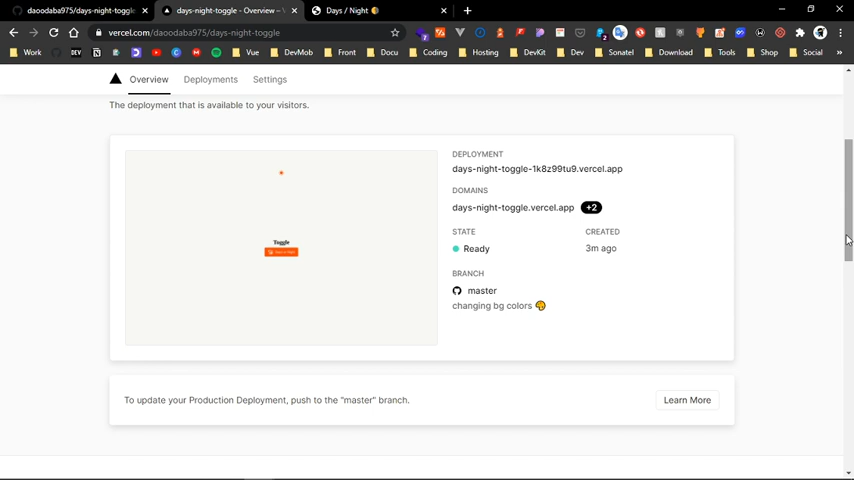 daoodaba975/days-night-toggle
days-night-toggle – Overview – V
Days / Night
vercel.com/daoodaba975/days-night-toggle
7
2
Work
DEV
Vue
DevMob
Front
Docu
Coding
Hosting
DevKit
Dev
Sonatel
Download
Tools
Shop
Social
»
Overview
Deployments
Settings
The deployment that is available to your visitors.
Toggle
DEPLOYMENT
days-night-toggle-1k8z99tu9.vercel.app
DOMAINS
days-night-toggle.vercel.app +2
STATE
CREATED
Ready
3m ago
BRANCH
master
changing bg colors 🎨
To update your Production Deployment, push to the "master" branch.
Learn More